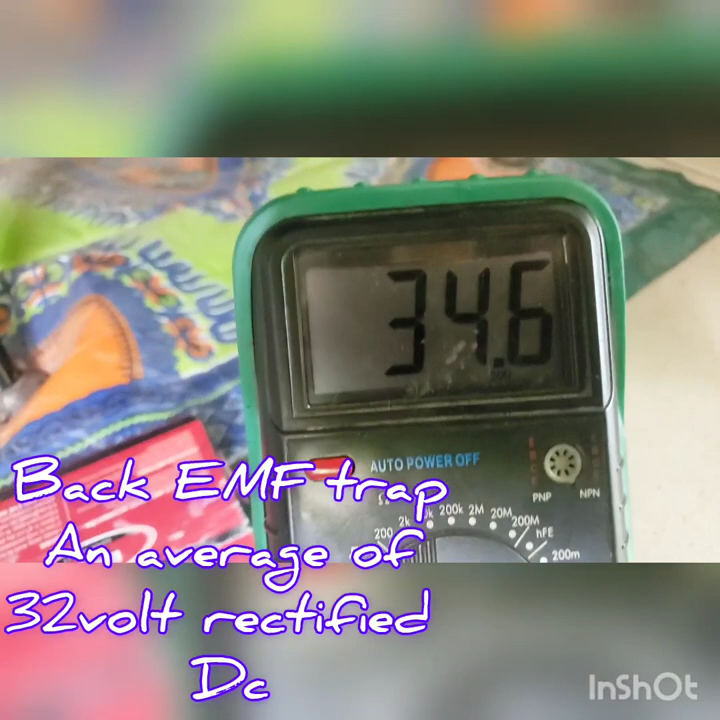 34.6
AUTO POWER OFF
PNP NPN
Ω
200 2k 200k 2M 20M 200M hFE
200m
Back EMF trap
An average of
32volt rectified
Dc
InShOt